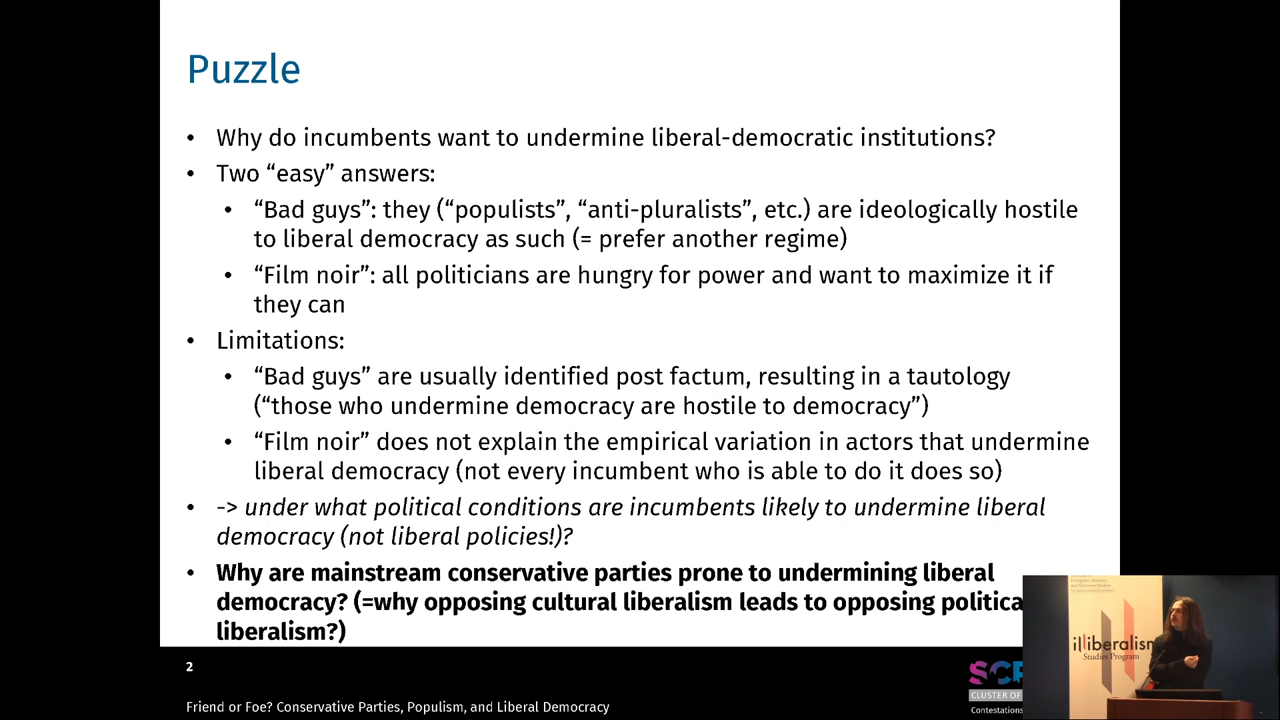 Puzzle
• Why do incumbents want to undermine liberal-democratic institutions?
• Two “easy” answers:
• “Bad guys”: they (“populists”, “anti-pluralists”, etc.) are ideologically hostile
to liberal democracy as such (= prefer another regime)
• “Film noir”: all politicians are hungry for power and want to maximize it if
they can
• Limitations:
• “Bad guys” are usually identified post factum, resulting in a tautology
(“those who undermine democracy are hostile to democracy”)
• “Film noir” does not explain the empirical variation in actors that undermine
liberal democracy (not every incumbent who is able to do it does so)
• -> under what political conditions are incumbents likely to undermine liberal
democracy (not liberal policies!)?
• Why are mainstream conservative parties prone to undermining liberal
democracy? (=why opposing cultural liberalism leads to opposing politica
liberalism?)
2
CLUSTER OF
Contestations
Friend or Foe? Conservative Parties, Populism, and Liberal Democracy
illiberalism
Studies Program